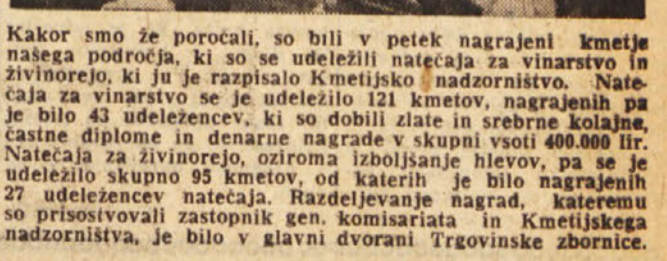 Kakor smo že poročali, so bili v petek nagrajeni kmetje
našega področja, ki so se udeležili natečaja za vinarstvo in
živinorejo, ki ju je razpisalo Kmetijsko nadzorništvo. Nate-
čaja za vinarstvo se je udeležilo 121 kmetov, nagrajenih pa
je bilo 43 udeležencev, ki so dobili zlate in srebrne kolajne,
častne diplome in denarne nagrade v skupni vsoti 400.000 lir.
Natečaja za živinorejo, oziroma izboljšanje hlevov, pa se je
udeležilo skupno 95 kmetov, od katerih je bilo nagrajenih
27 udeležencev natečaja. Razdeljevanje nagrad, kateremu
so prisostvovali zastopnik gen. komisariata in Kmetijskega
nadzorništva, je bilo v glavni dvorani Trgovinske zbornice.